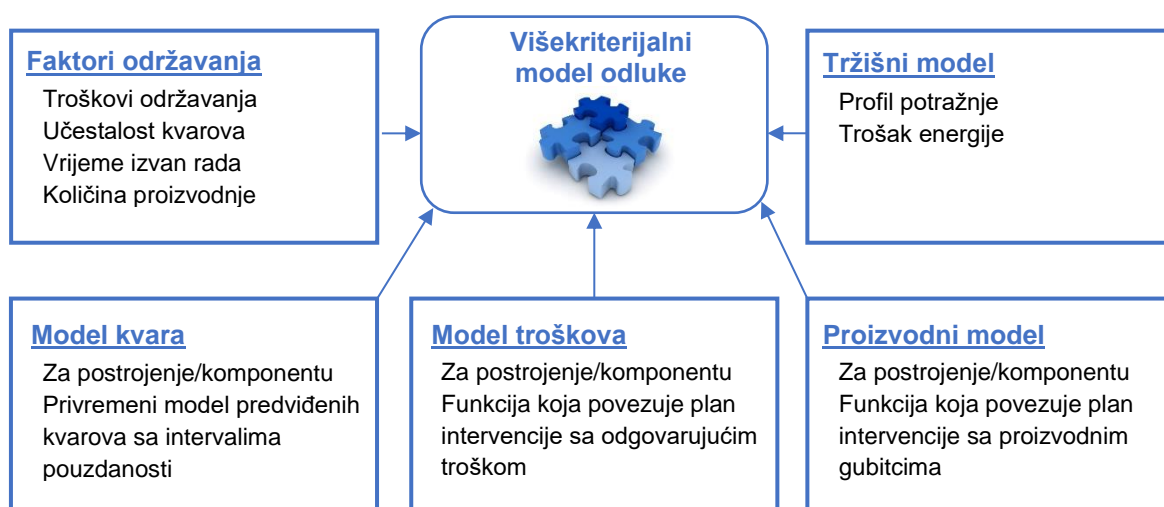 Višekriterijalni
model odluke
Faktori održavanja
Troškovi održavanja
Učestalost kvarova
Vrijeme izvan rada
Količina proizvodnje
Tržišni model
Profil potražnje
Trošak energije
Model kvara
Za postrojenje/komponentu
Privremeni model predviđenih
kvarova sa intervalima
pouzdanosti
Model troškova
Za postrojenje/komponentu
Funkcija koja povezuje plan
intervencije sa odgovarujućim
troškom
Proizvodni model
Za postrojenje/komponentu
Funkcija koja povezuje plan
intervencije sa proizvodnim
gubitcima